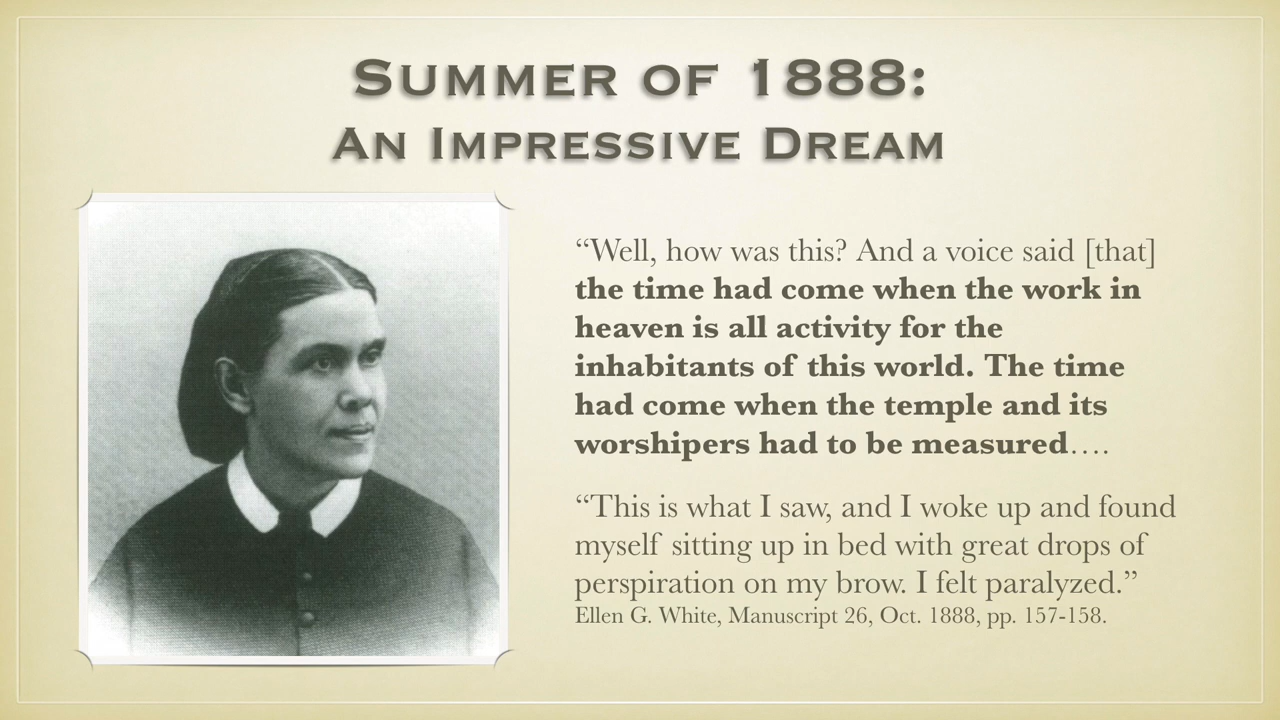 SUMMER OF 1888:
AN IMPRESSIVE DREAM
“Well, how was this? And a voice said [that]
the time had come when the work in
heaven is all activity for the
inhabitants of this world. The time
had come when the temple and its
worshipers had to be measured….
“This is what I saw, and I woke up and found
myself sitting up in bed with great drops of
perspiration on my brow. I felt paralyzed.”
Ellen G. White, Manuscript 26, Oct. 1888, pp. 157-158.